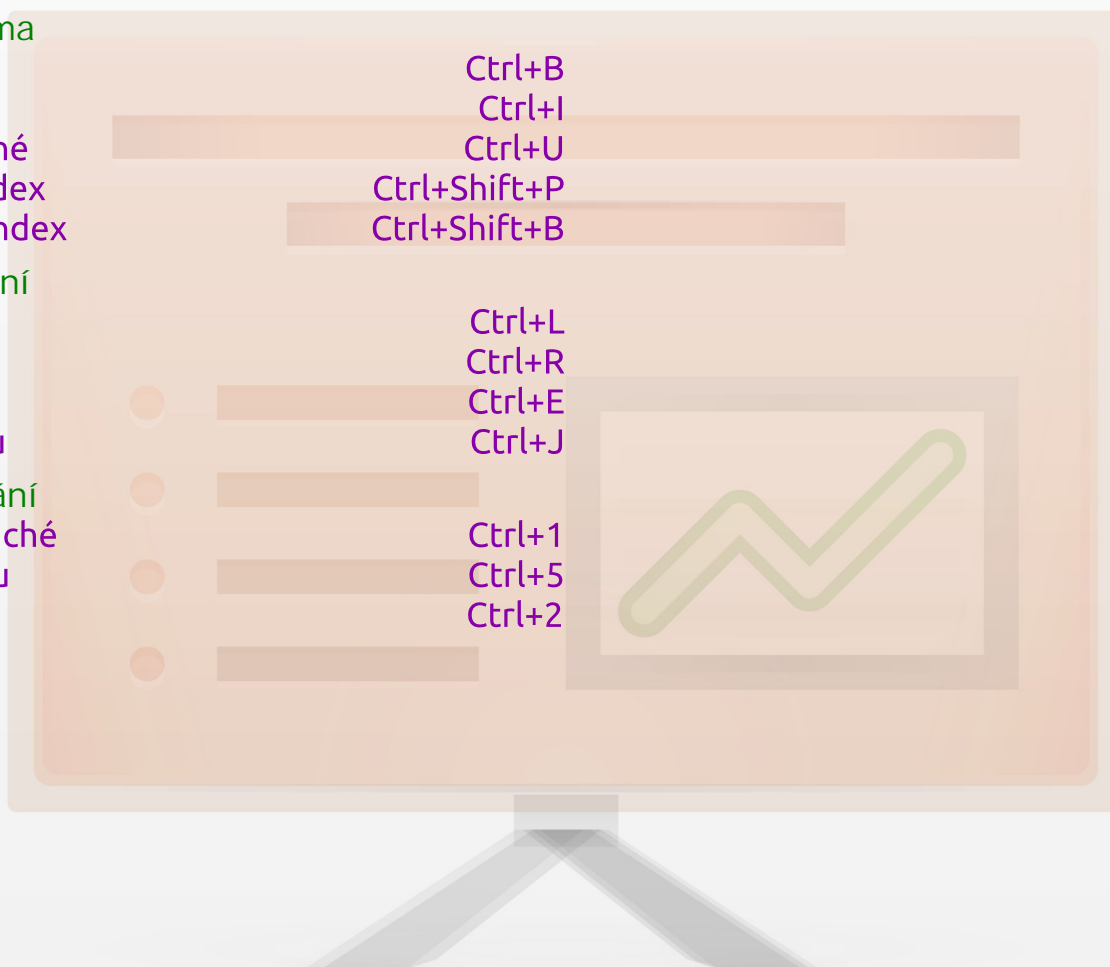 ma
Ctrl+B
Ctrl+I
né Ctrl+U
dex Ctrl+Shift+P
ndex Ctrl+Shift+B
ní
Ctrl+L
Ctrl+R
Ctrl+E
u Ctrl+J
ání
ché Ctrl+1
u Ctrl+5
Ctrl+2